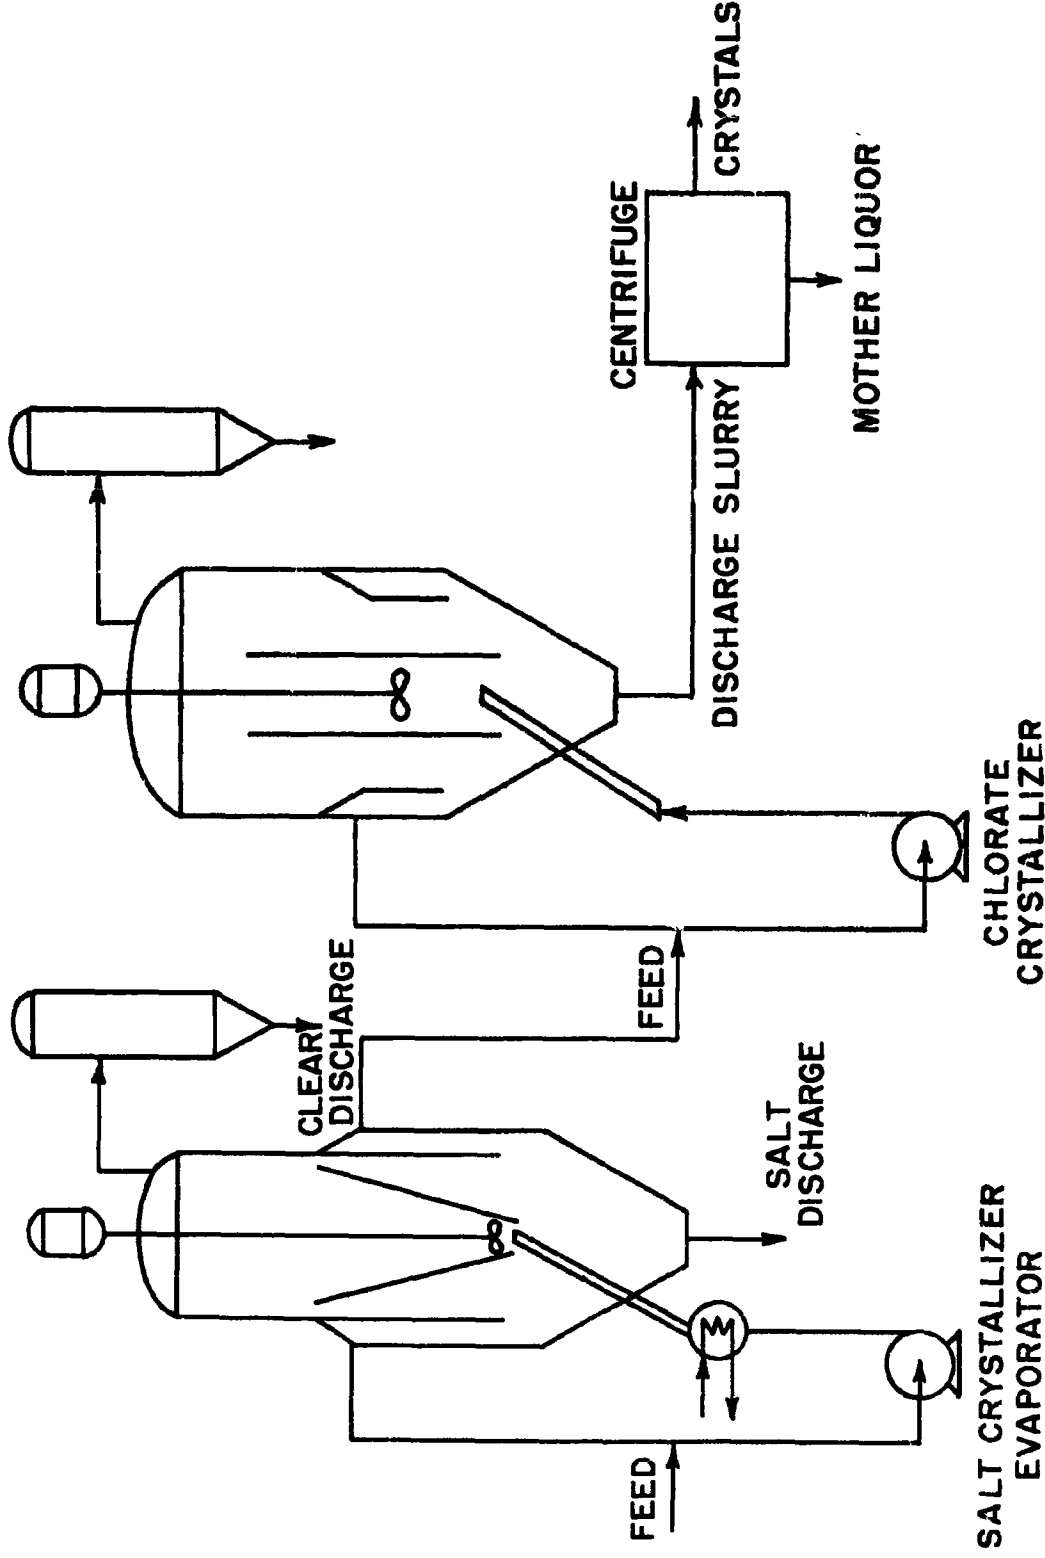 CLEAR
DISCHARGE
FEED
FEED
SALT
DISCHARGE
SALT CRYSTALLIZER
EVAPORATOR
CENTRIFUGE
DISCHARGE SLURRY
CRYSTALS
MOTHER LIQUOR
CHLORATE
CRYSTALLIZER